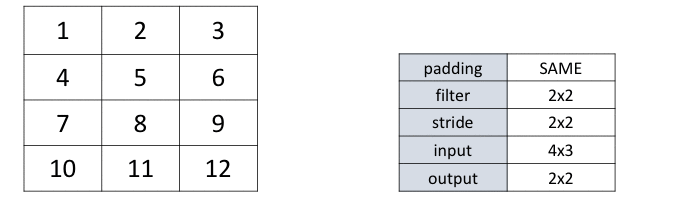 1 2 3
4 5 6
7 8 9
10 11 12
padding SAME
filter 2x2
stride 2x2
input 4x3
output 2x2